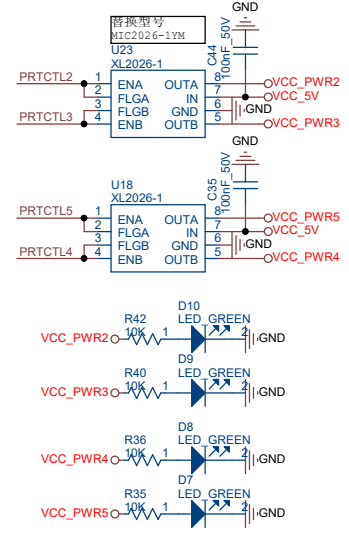 GND
替换型号
MIC2026-1YM
U23
XL2026-1
C44
100nF_50V
PRTCTL2
1 ENA OUTA 8 VCC_PWR2
2 FLGA IN 7 VCC_5V
3 FLGB GND 6 GND
PRTCTL3 4 ENB OUTB 5 VCC_PWR3
GND
U18
XL2026-1
C35
100nF_50V
PRTCTL5
1 ENA OUTA 8 VCC_PWR5
2 FLGA IN 7 VCC_5V
3 FLGB GND 6 GND
PRTCTL4 4 ENB OUTB 5 VCC_PWR4
D10
R42 LED_GREEN
10K
VCC_PWR2 1 2 GND
D9
R40 LED_GREEN
10K
VCC_PWR3 1 2 GND
D8
R36 LED_GREEN
10K
VCC_PWR4 1 2 GND
D7
R35 LED_GREEN
10K
VCC_PWR5 1 2 GND